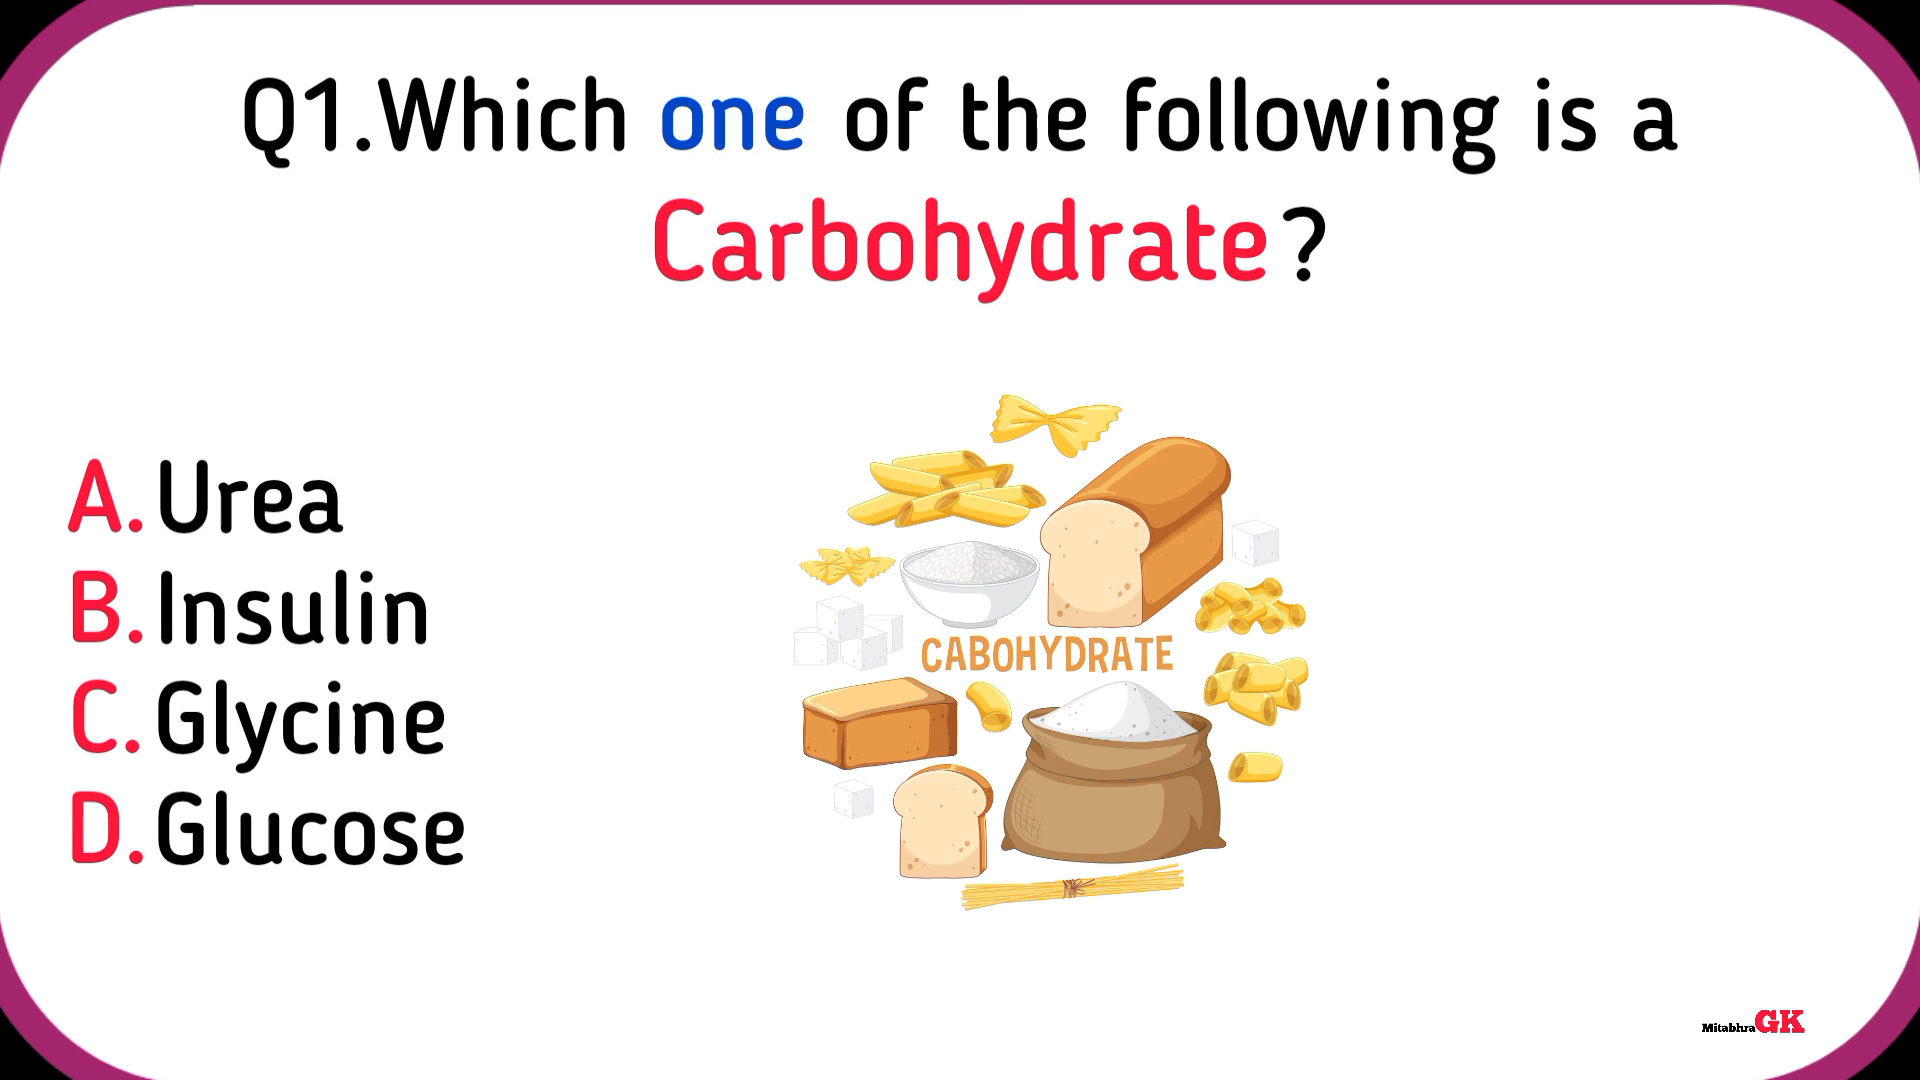 Q1.Which one of the following is a
Carbohydrate?
A.Urea
B.Insulin
C.Glycine
D.Glucose
CABOHYDRATE
MitabhraGK